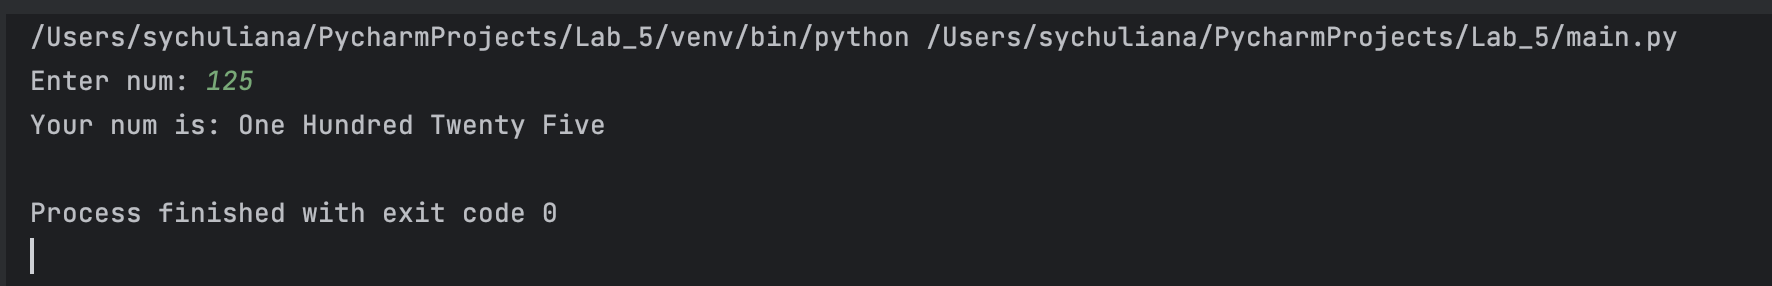 /Users/sychuliana/PycharmProjects/Lab_5/venv/bin/python /Users/sychuliana/PycharmProjects/Lab_5/main.py
Enter num: 125
Your num is: One Hundred Twenty Five
Process finished with exit code 0